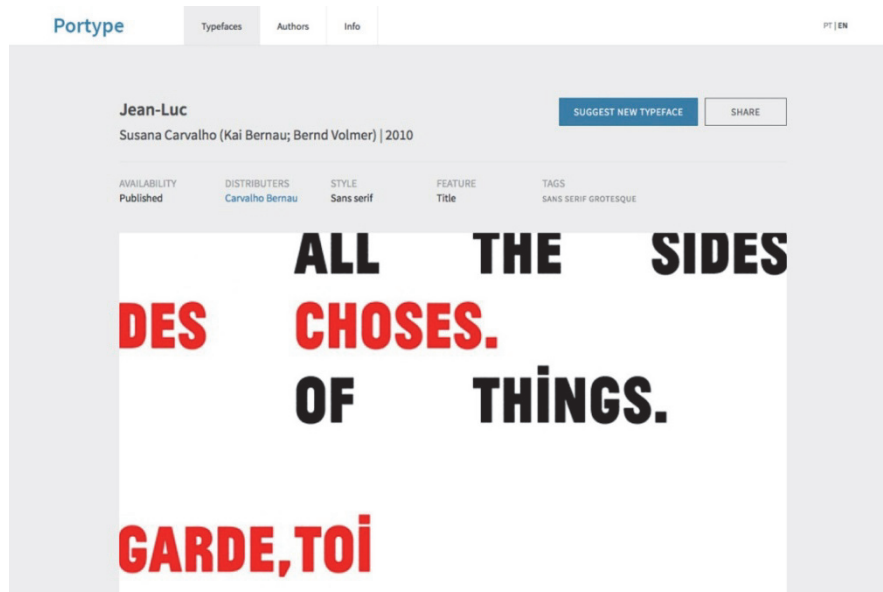 Portype
Typefaces Authors Info
PT | EN
Jean-Luc
SUGGEST NEW TYPEFACE SHARE
Susana Carvalho (Kai Bernau; Bernd Volmer) | 2010
AVAILABILITY DISTRIBUTERS STYLE FEATURE TAGS
Published Carvalho Bernau Sans serif Title SANS SERIF GROTESQUE
ALL THE SIDES
DES CHOSES.
OF THİNGS.
GARDE,TOİ